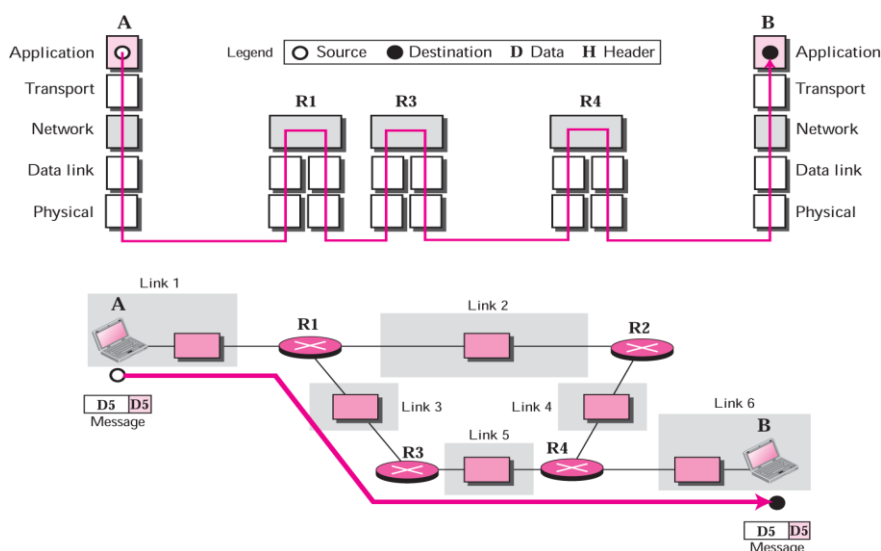 A
B
Legend Source Destination D Data H Header
Application
Application
Transport
Transport
R1 R3 R4
Network
Network
Data link
Data link
Physical
Physical
Link 1
A
Link 2
R1
R2
D5 D5
Message
Link 3
Link 4
Link 6
B
Link 5
R3
R4
D5 D5
Message